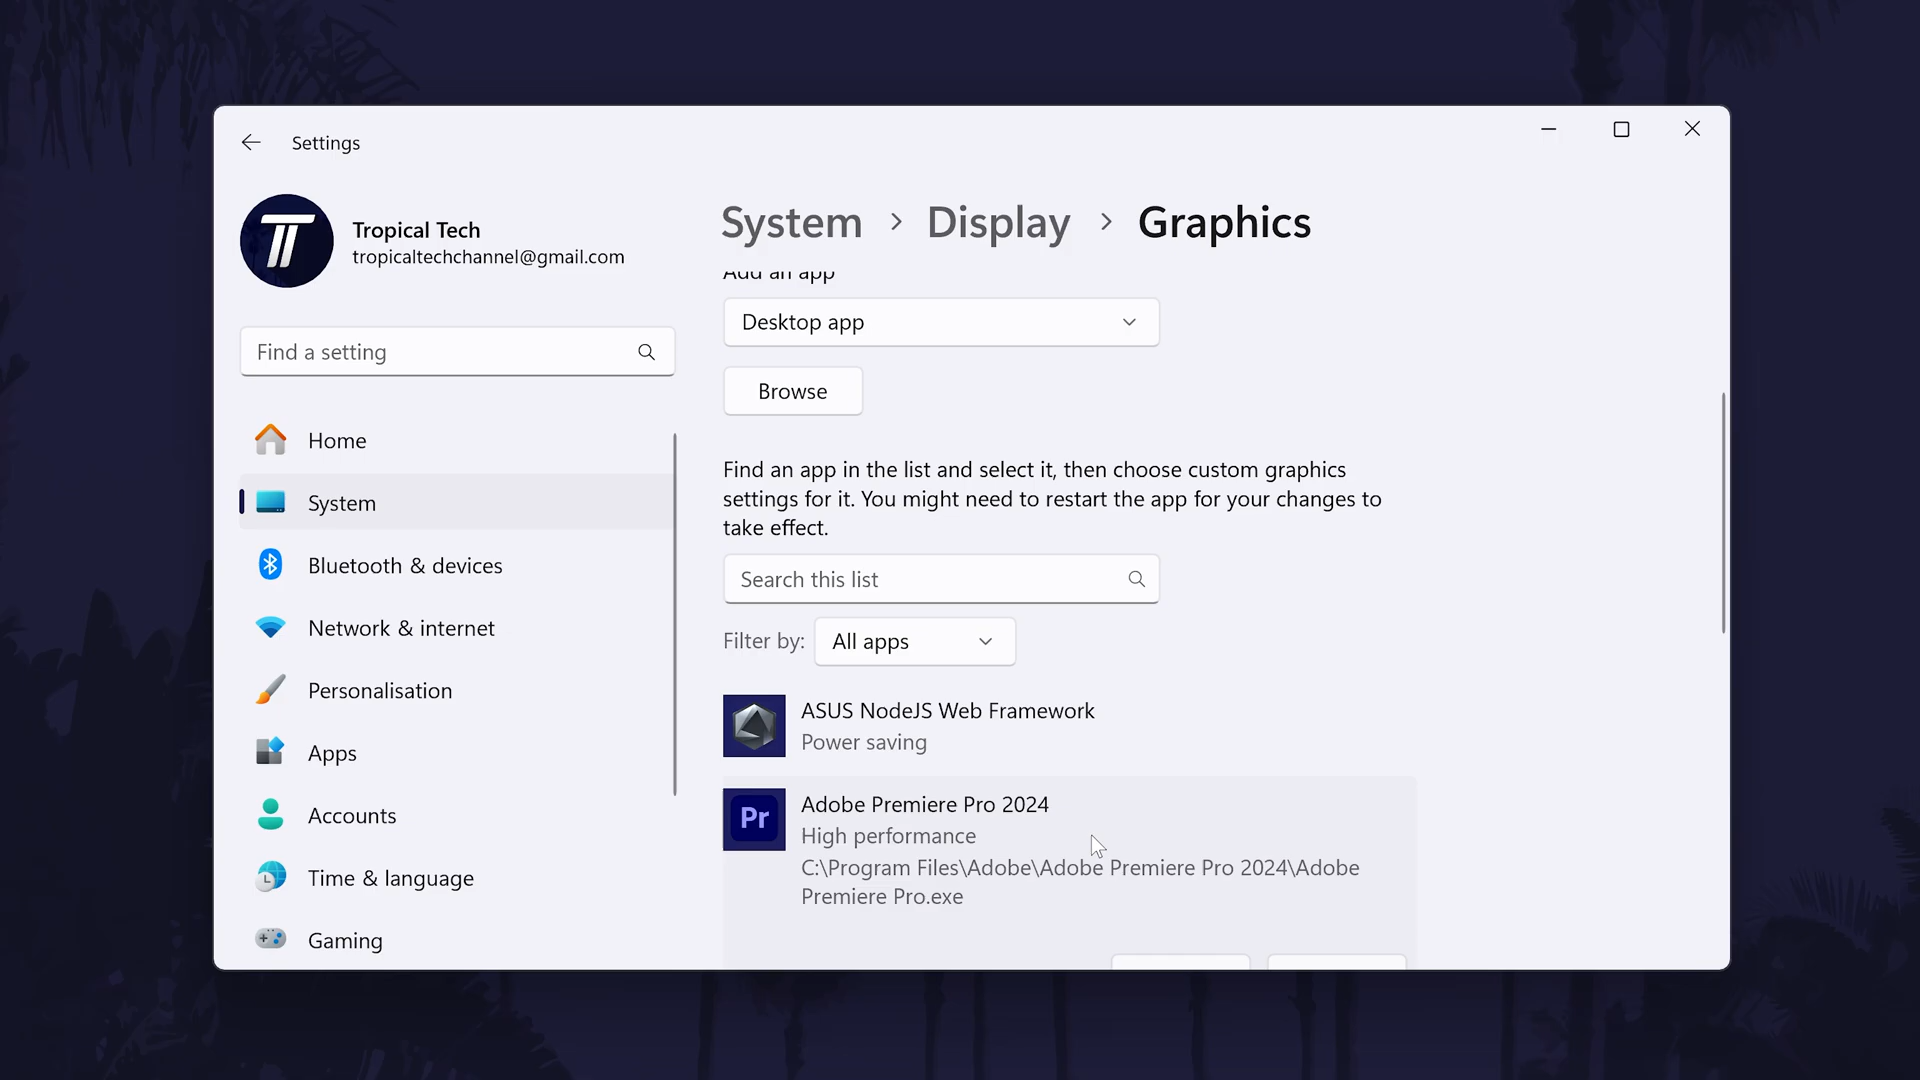 Settings
Tropical Tech
tropicaltechchannel@gmail.com
Find a setting
Home
System
Bluetooth & devices
Network & internet
Personalisation
Apps
Accounts
Time & language
Gaming
System > Display > Graphics
Add an app
Desktop app
Browse
Find an app in the list and select it, then choose custom graphics
settings for it. You might need to restart the app for your changes to
take effect.
Search this list
Filter by: All apps
ASUS NodeJS Web Framework
Power saving
Pr
Adobe Premiere Pro 2024
High performance
C:\Program Files\Adobe\Adobe Premiere Pro 2024\Adobe
Premiere Pro.exe